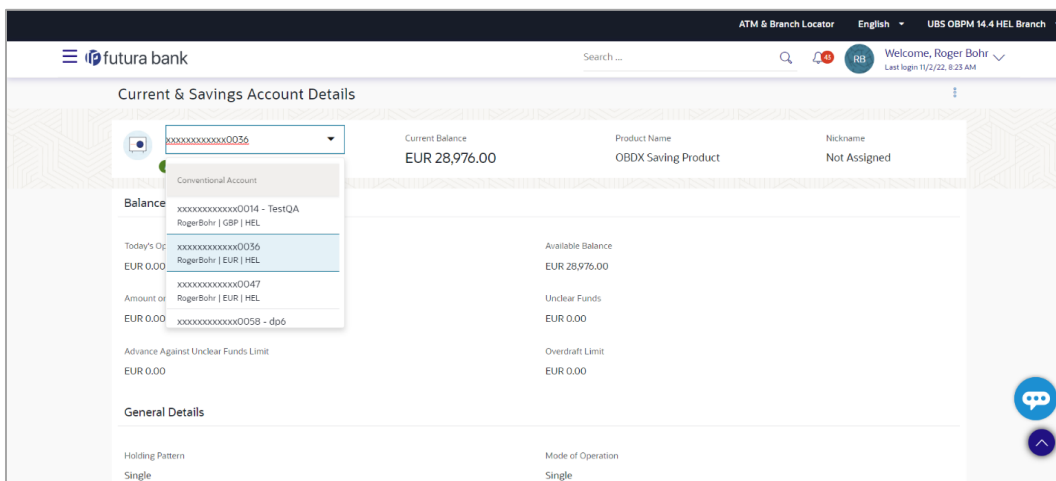 ATM & Branch Locator English UBS OBPM 14.4 HEL Branch
futura bank Search ... 43 RB Welcome, Roger Bohr
Last login 11/2/22, 8:23 AM
Current & Savings Account Details
xxxxxxxxxxxx0036 Current Balance Product Name Nickname
EUR 28,976.00 OBDX Saving Product Not Assigned
Conventional Account
Balance
xxxxxxxxxxxx0014 - TestQA
RogerBohr | GBP | HEL
Today's Op xxxxxxxxxxxx0036 Available Balance
EUR 0.00 RogerBohr | EUR | HEL EUR 28,976.00
xxxxxxxxxxxx0047
Amount or RogerBohr | EUR | HEL Unclear Funds
EUR 0.00 xxxxxxxxxxxx0058 - dp6 EUR 0.00
Advance Against Unclear Funds Limit Overdraft Limit
EUR 0.00 EUR 0.00
General Details
Holding Pattern Mode of Operation
Single Single